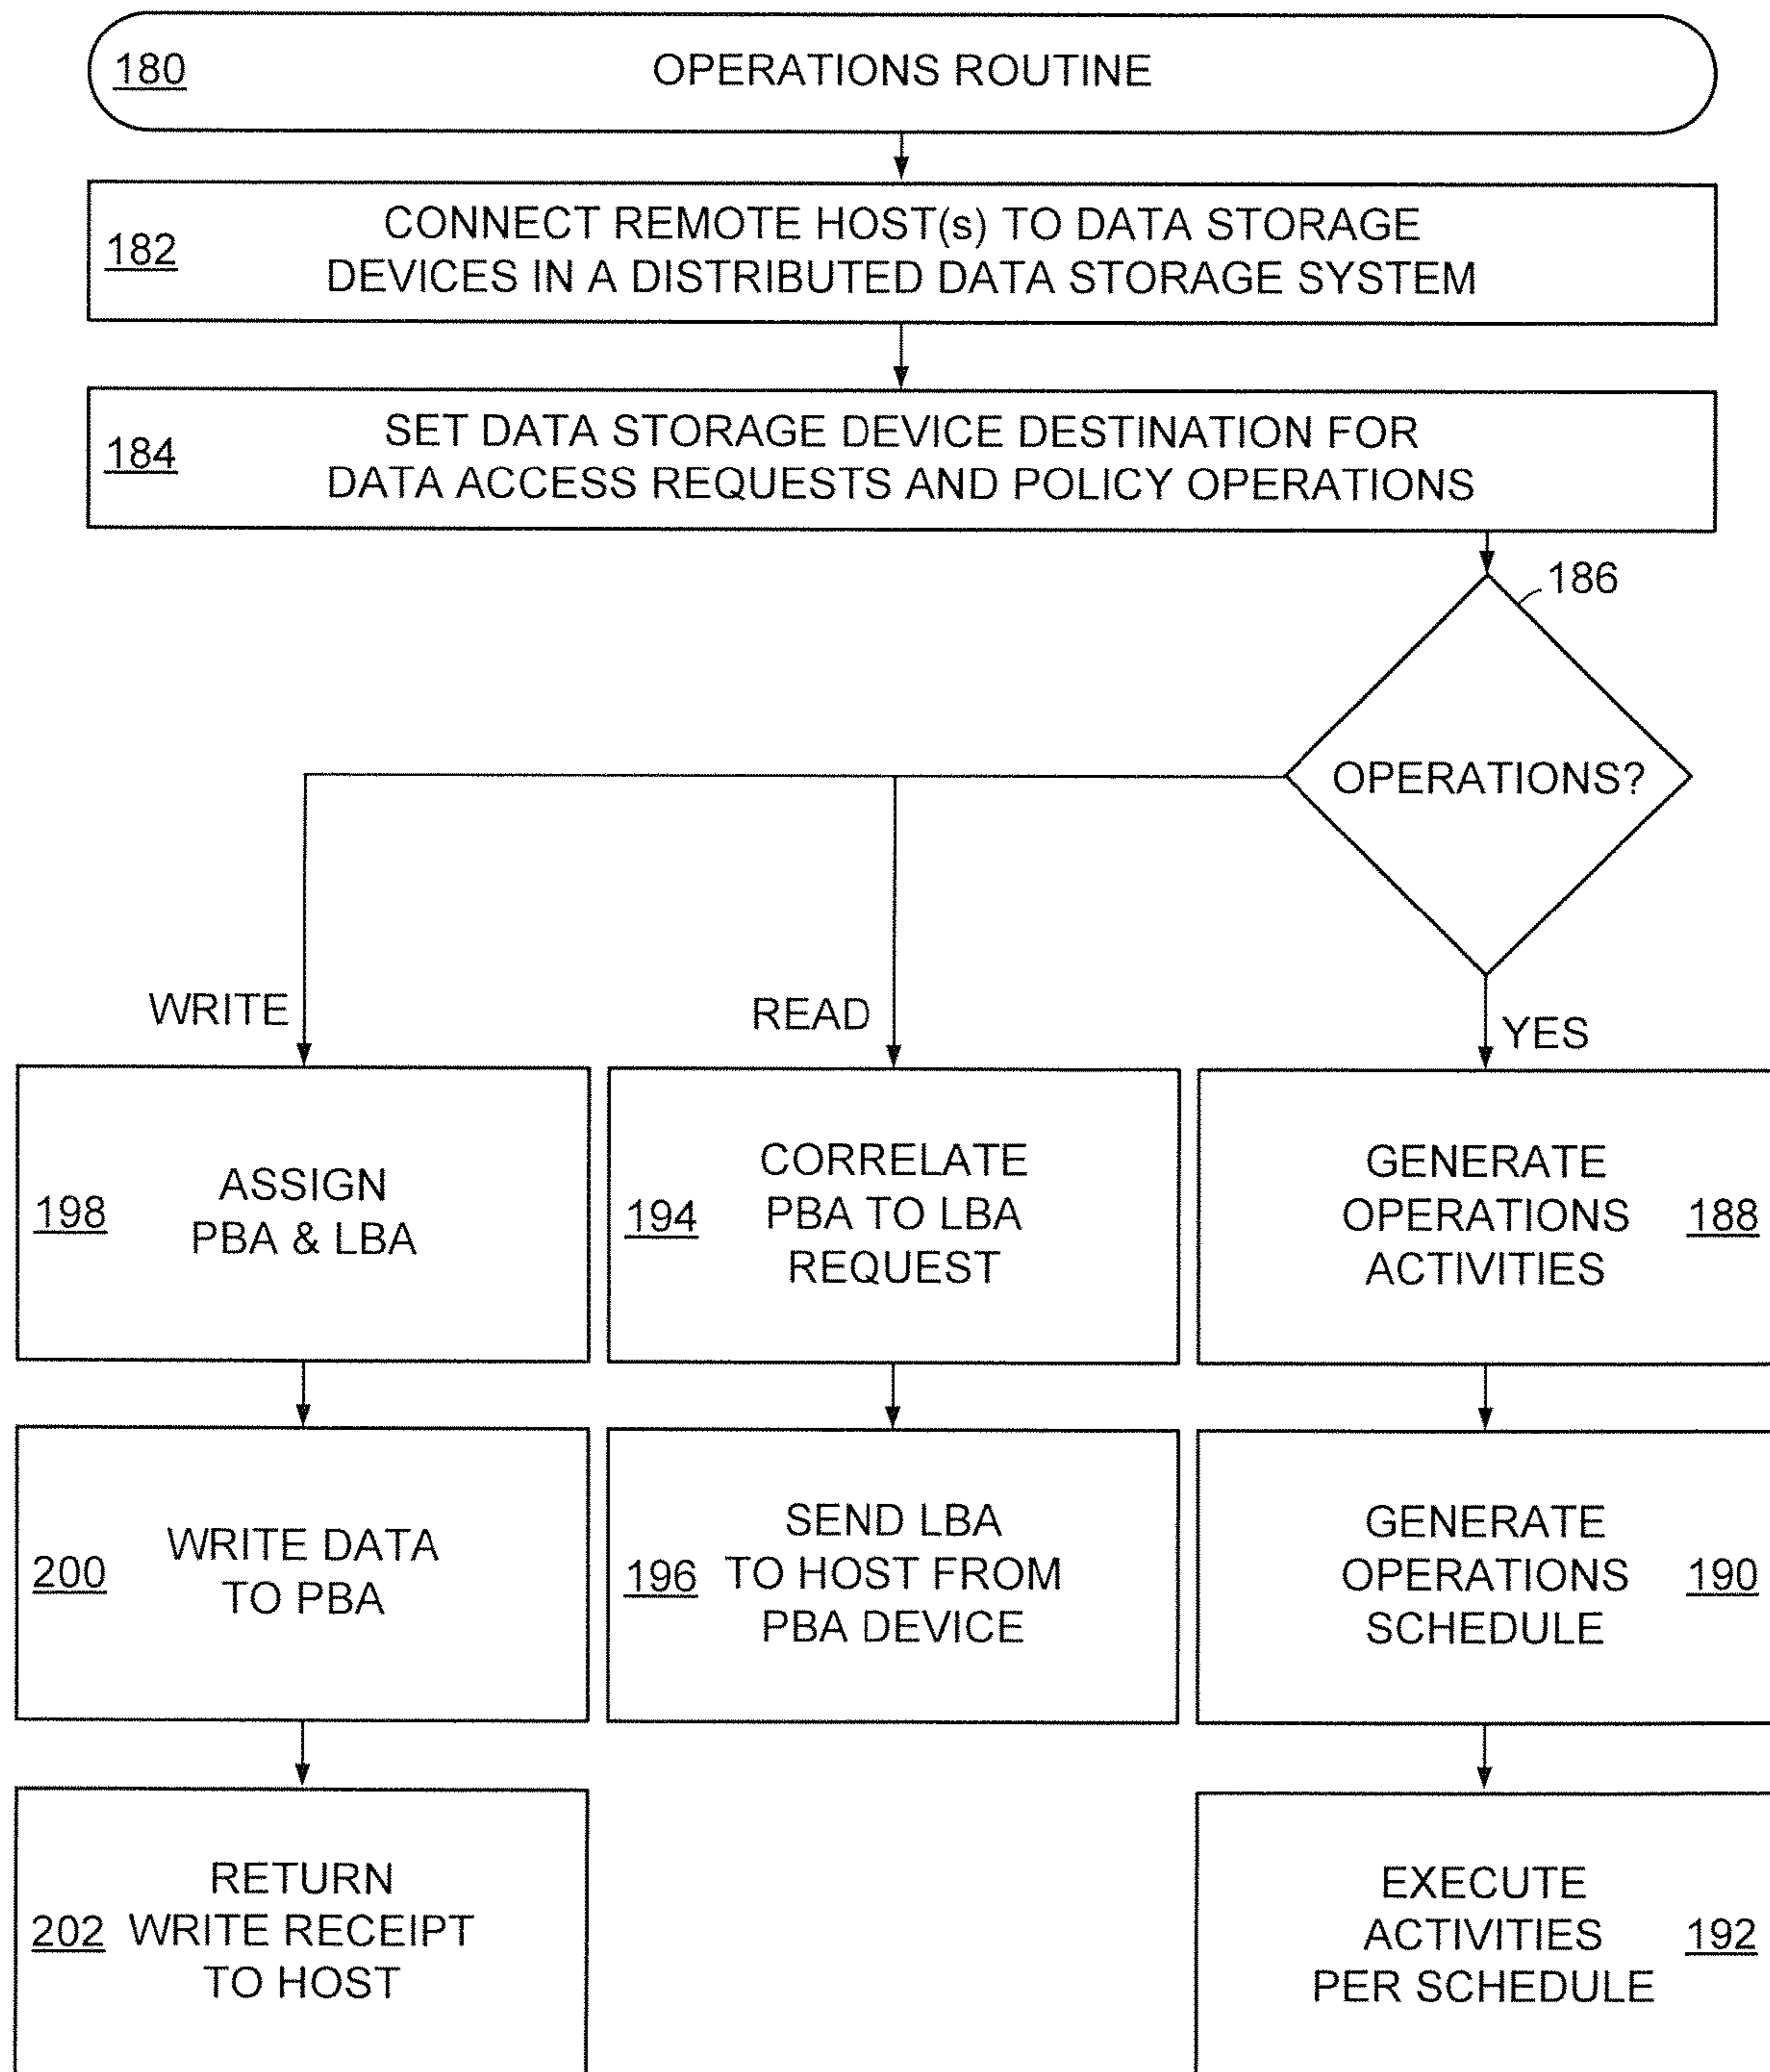 180
OPERATIONS ROUTINE
182
CONNECT REMOTE HOST(s) TO DATA STORAGE
DEVICES IN A DISTRIBUTED DATA STORAGE SYSTEM
184
SET DATA STORAGE DEVICE DESTINATION FOR
DATA ACCESS REQUESTS AND POLICY OPERATIONS
186
OPERATIONS?
WRITE
READ
YES
198
ASSIGN
PBA & LBA
194
CORRELATE
PBA TO LBA
REQUEST
GENERATE
OPERATIONS
ACTIVITIES
188
200
WRITE DATA
TO PBA
196
SEND LBA
TO HOST FROM
PBA DEVICE
GENERATE
OPERATIONS
SCHEDULE
190
202
RETURN
WRITE RECEIPT
TO HOST
EXECUTE
ACTIVITIES
PER SCHEDULE
192